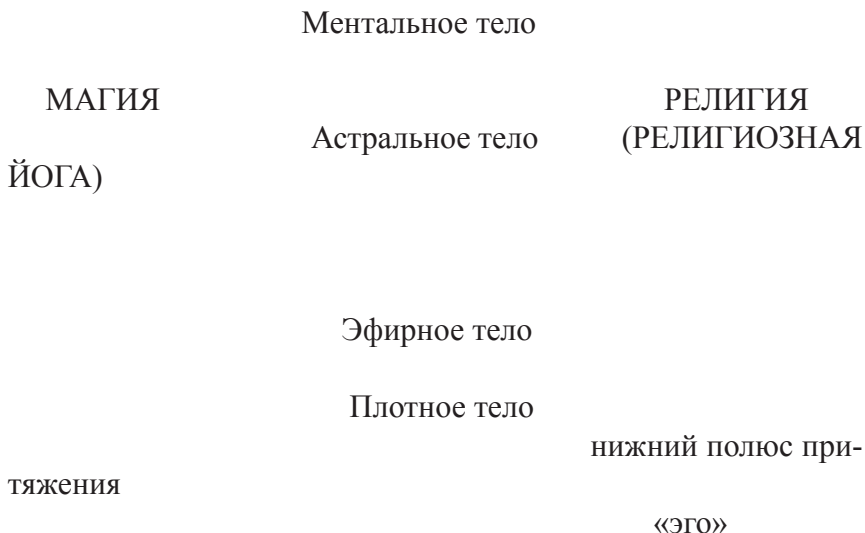 Ментальное тело
МАГИЯ РЕЛИГИЯ
Астральное тело (РЕЛИГИОЗНАЯ
ЙОГА)
Эфирное тело
Плотное тело
нижний полюс при-
тяжения
«эго»